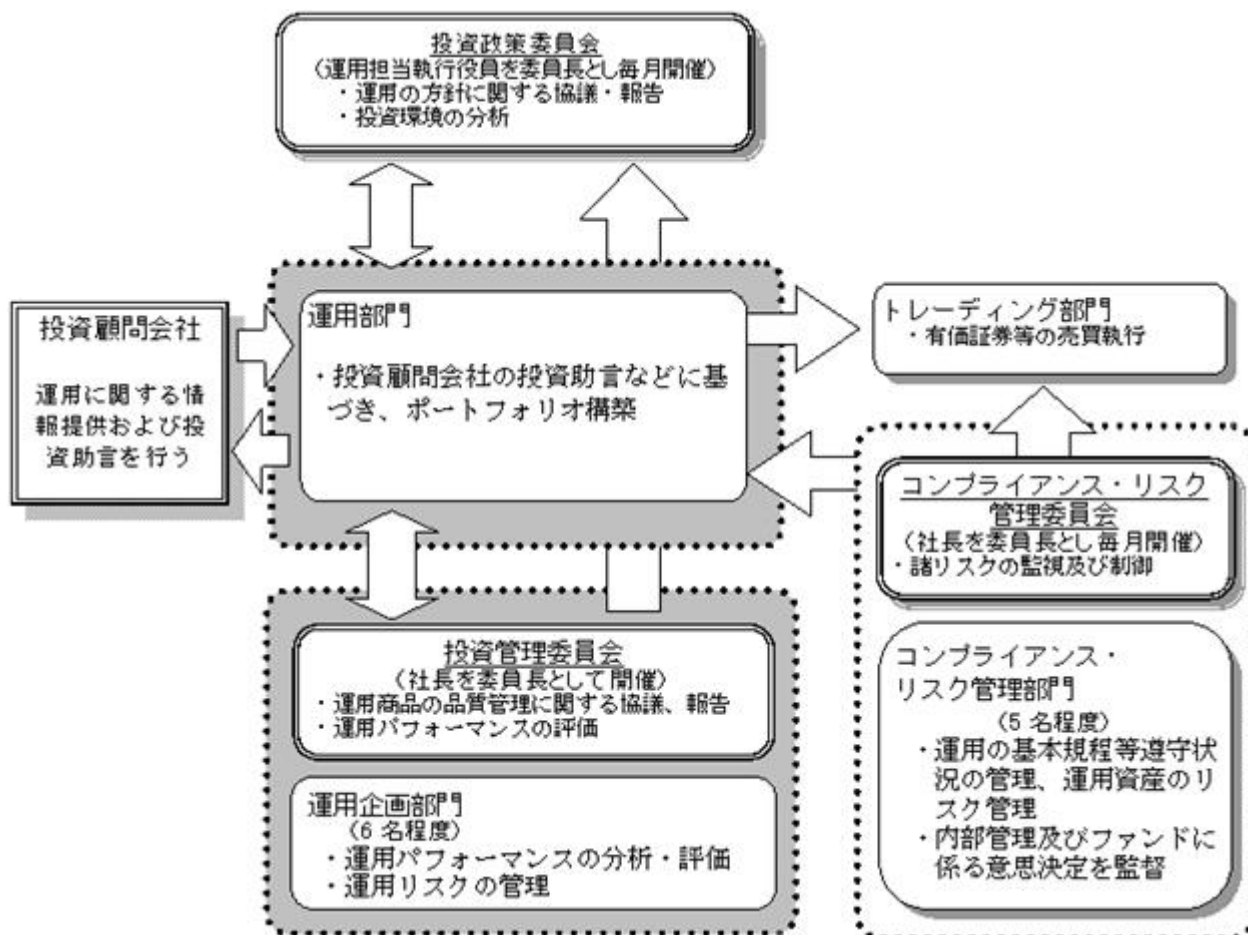 投資政策委員会
（運用担当執行役員を委員長とし毎月開催）
・運用の方針に関する協議・報告
・投資環境の分析
投資顧問会社
運用に関する情
報提供および投
資助言を行う
運用部門
・投資顧問会社の投資助言などに基
づき、ポートフォリオ構築
トレーディング部門
・有価証券等の売買執行
コンプライアンス・リスク
管理委員会
（社長を委員長とし毎月開催）
・諸リスクの監視及び制御
投資管理委員会
（社長を委員長として開催）
・運用商品の品質管理に関する協議、報告
・運用パフォーマンスの評価
運用企画部門
（6名程度）
・運用パフォーマンスの分析・評価
・運用リスクの管理
コンプライアンス・
リスク管理部門
（5名程度）
・運用の基本規程等遵守状
況の管理、運用資産のリ
スク管理
・内部管理及びファンドに
係る意思決定を監督